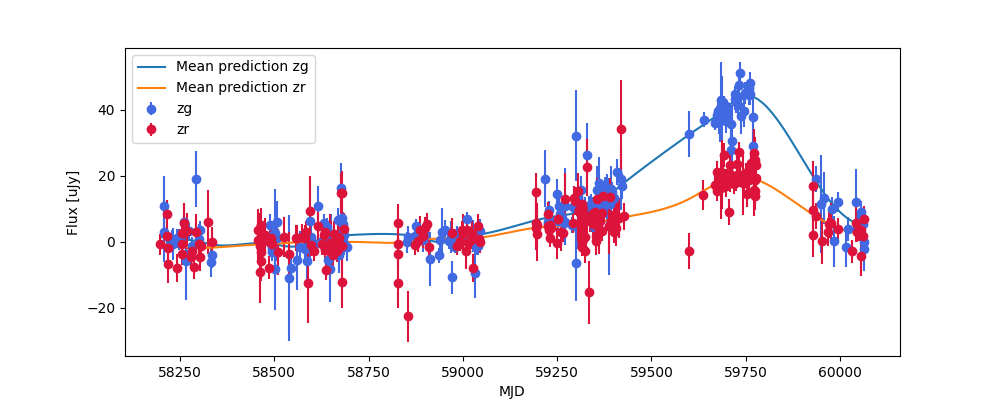 Mean prediction zg
Mean prediction zr
zg
zr
Flux [uJy]
40
20
0
−20
58250 58500 58750 59000 59250 59500 59750 60000
MJD